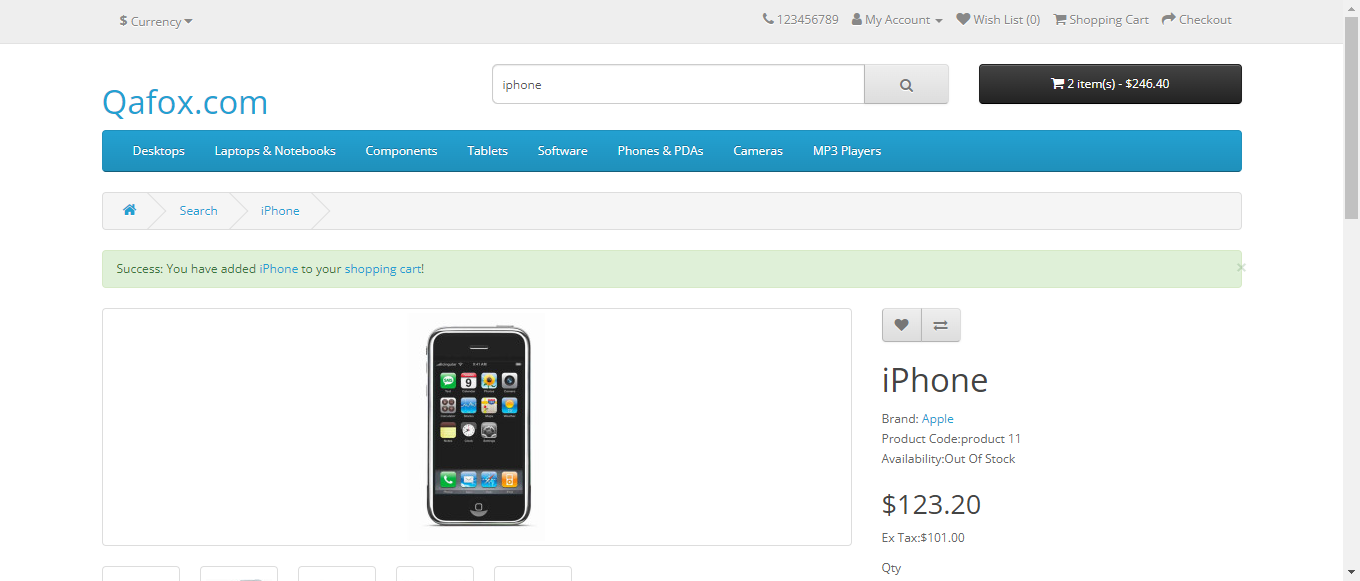 $ Currency
123456789 My Account Wish List (0) Shopping Cart Checkout
Qafox.com
iphone
2 item(s) - $246.40
Desktops Laptops & Notebooks Components Tablets Software Phones & PDAs Cameras MP3 Players
Search iPhone
Success: You have added iPhone to your shopping cart!
×
iPhone
Brand: Apple
Product Code:product 11
Availability:Out Of Stock
$123.20
Ex Tax:$101.00
Qty